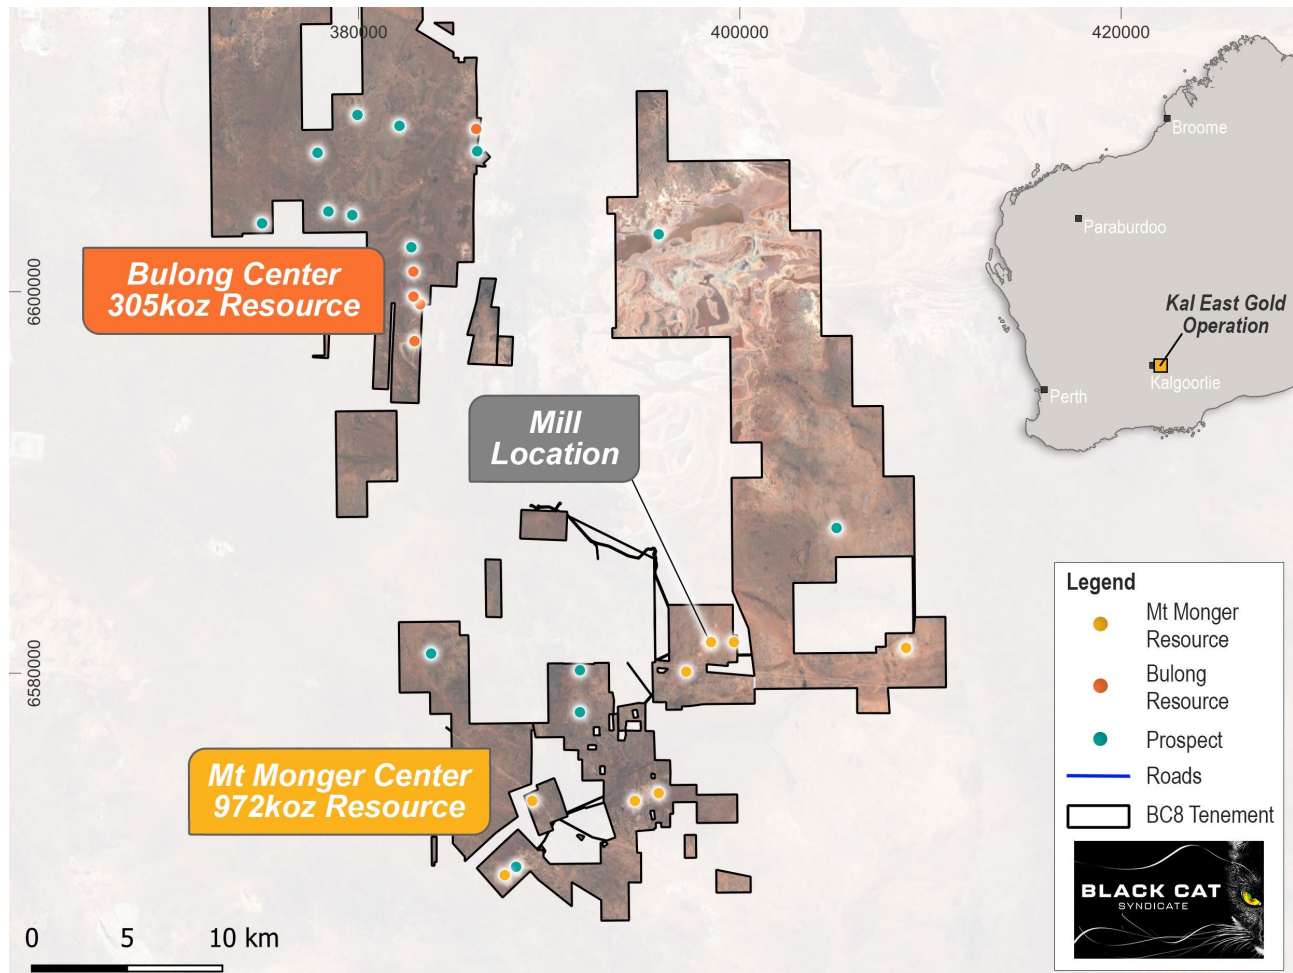 380000
400000
420000
6600000
6580000
Broome
Paraburdoo
Kal East Gold
Operation
Kalgoorlie
Perth
Bulong Center
305koz Resource
Mill
Location
Mt Monger Center
972koz Resource
Legend
Mt Monger
Resource
Bulong
Resource
Prospect
Roads
BC8 Tenement
BLACK CAT
SYNDICATE
0 5 10 km